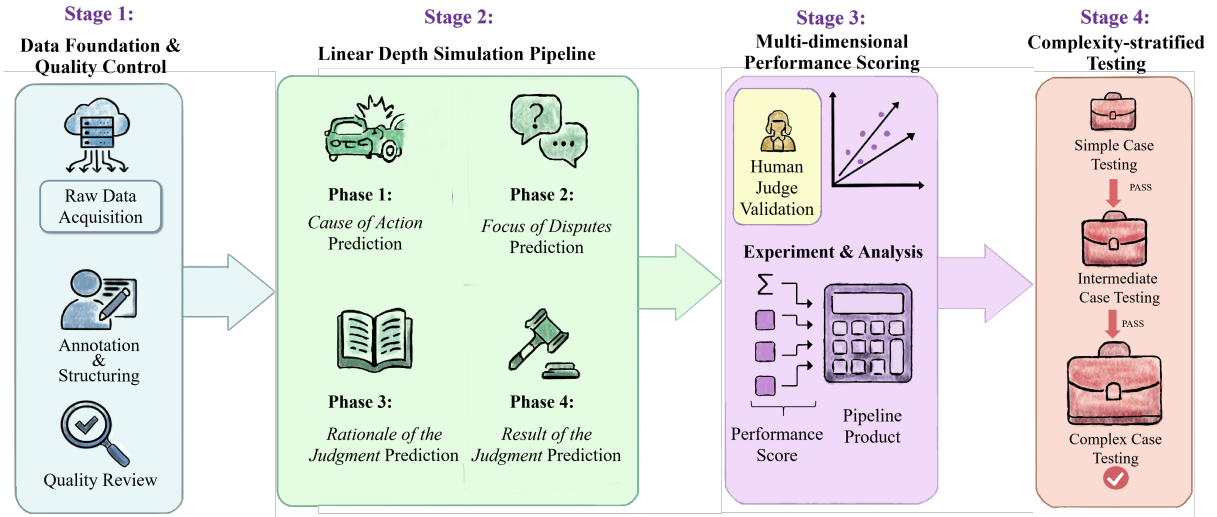 Stage 1:
Data Foundation &
Quality Control
Raw Data
Acquisition
Annotation
&
Structuring
Quality Review
Stage 2:
Linear Depth Simulation Pipeline
?
Phase 1:
Cause of Action
Prediction
Phase 2:
Focus of Disputes
Prediction
Phase 3:
Rationale of the
Judgment Prediction
Phase 4:
Result of the
Judgment Prediction
Stage 3:
Multi-dimensional
Performance Scoring
Human
Judge
Validation
Experiment & Analysis
Σ
Performance
Score
Pipeline
Product
Stage 4:
Complexity-stratified
Testing
Simple Case
Testing
PASS
Intermediate
Case Testing
PASS
Complex Case
Testing